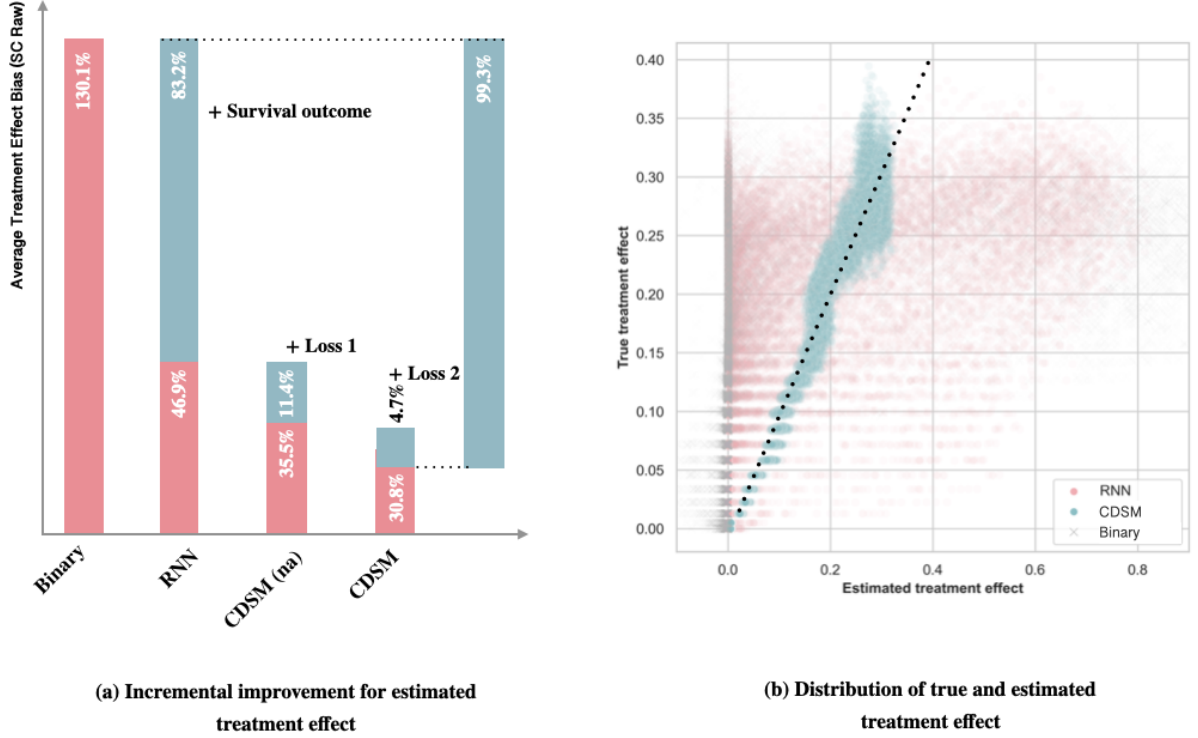 Average Treatment Effect Bias (SC Raw)
130.1%
83.2%
46.9%
+ Survival outcome
+ Loss 1
11.4%
35.5%
+ Loss 2
4.7%
30.8%
99.3%
Binary
RNN
CDSM (na)
CDSM
(a) Incremental improvement for estimated
treatment effect
True treatment effect
0.40
0.35
0.30
0.25
0.20
0.15
0.10
0.05
0.00
RNN
CDSM
Binary
0.0
0.2
0.4
0.6
0.8
Estimated treatment effect
(b) Distribution of true and estimated
treatment effect